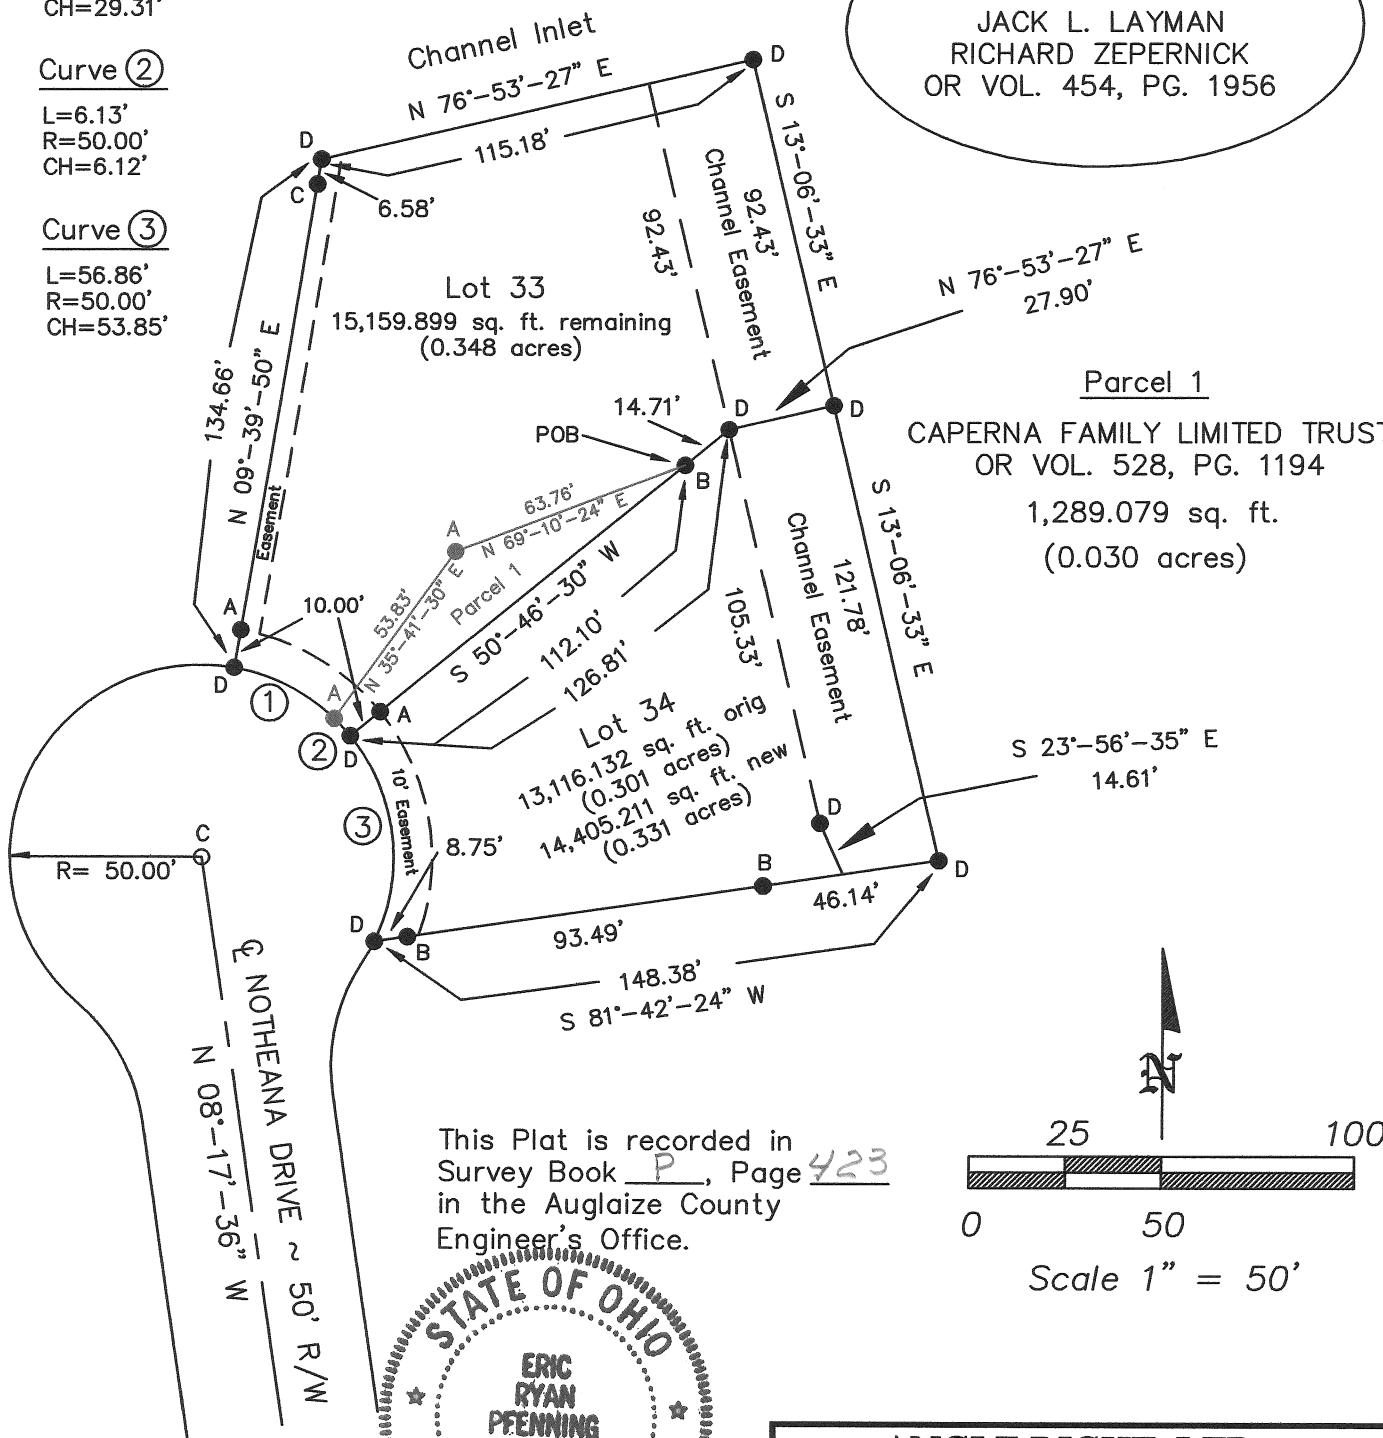 CH=29.31'
Curve ②
L=6.13'
R=50.00'
CH=6.12'
Curve ③
L=56.86'
R=50.00'
CH=53.85'
JACK L. LAYMAN
RICHARD ZEPERNICK
OR VOL. 454, PG. 1956
Channel Inlet
N 76°-53'-27" E
115.18'
D
D
C
6.58'
S 13°-06'-33" E
92.43'
Channel Easement
92.43'
Lot 33
15,159.899 sq. ft. remaining
(0.348 acres)
N 76°-53'-27" E
27.90'
134.66'
N 09°-39'-50" E
Easement
14.71'
POB
D
D
B
Parcel 1
CAPERNA FAMILY LIMITED TRUST
OR VOL. 528, PG. 1194
1,289.079 sq. ft.
(0.030 acres)
63.76'
N 69°-10'-24" E
A
53.83'
N 35°-41'-30" E
Parcel 1
S 50°-46'-30" W
112.10'
126.81'
105.33'
Channel Easement
121.78'
S 13°-06'-33" E
A
10.00'
D
①
A
②
D
A
③
10' Easement
Lot 34
13,116.132 sq. ft. orig
(0.301 acres)
14,405.211 sq. ft. new
(0.331 acres)
S 23°-56'-35" E
14.61'
D
8.75'
B
D
46.14'
C
R= 50.00'
D
B
93.49'
148.38'
S 81°-42'-24" W
℄ NOTHEANA DRIVE ~ 50' R/W
N 08°-17'-36" W
N
This Plat is recorded in
Survey Book P, Page 423
in the Auglaize County
Engineer's Office.
25 100
0 50
Scale 1" = 50'
STATE OF OHIO
ERIC
RYAN
PFENNING